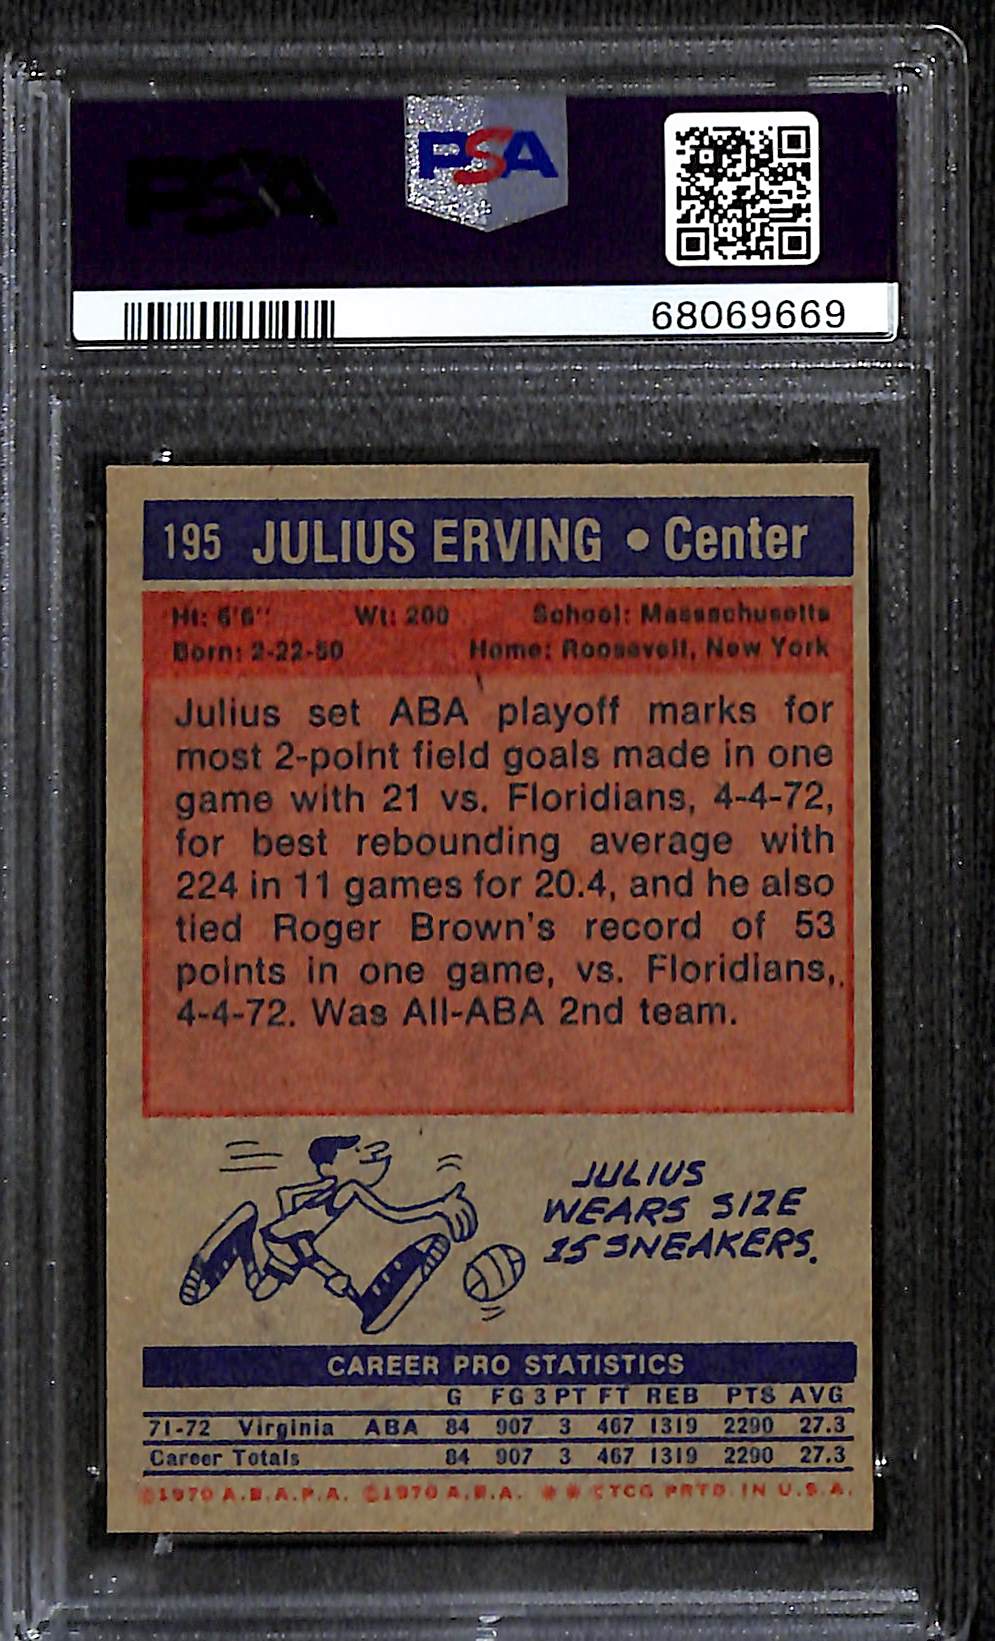 PSA
PSA
68069669
195 JULIUS ERVING • Center
Ht: 6'6" Wt: 200 School: Massachusetts
Born: 2-22-50 Home: Roosevelt, New York
Julius set ABA playoff marks for
most 2-point field goals made in one
game with 21 vs. Floridians, 4-4-72,
for best rebounding average with
224 in 11 games for 20.4, and he also
tied Roger Brown's record of 53
points in one game, vs. Floridians,
4-4-72. Was All-ABA 2nd team.
JULIUS
WEARS SIZE
15 SNEAKERS.
CAREER PRO STATISTICS
G FG 3 PT FT REB PTS AVG
71-72 Virginia ABA 84 907 3 467 1319 2290 27.3
Career Totals 84 907 3 467 1319 2290 27.3
©1970 A.B.A.P.A. ©1970 A.B.A. * * ©TCG PRTD. IN U.S.A.